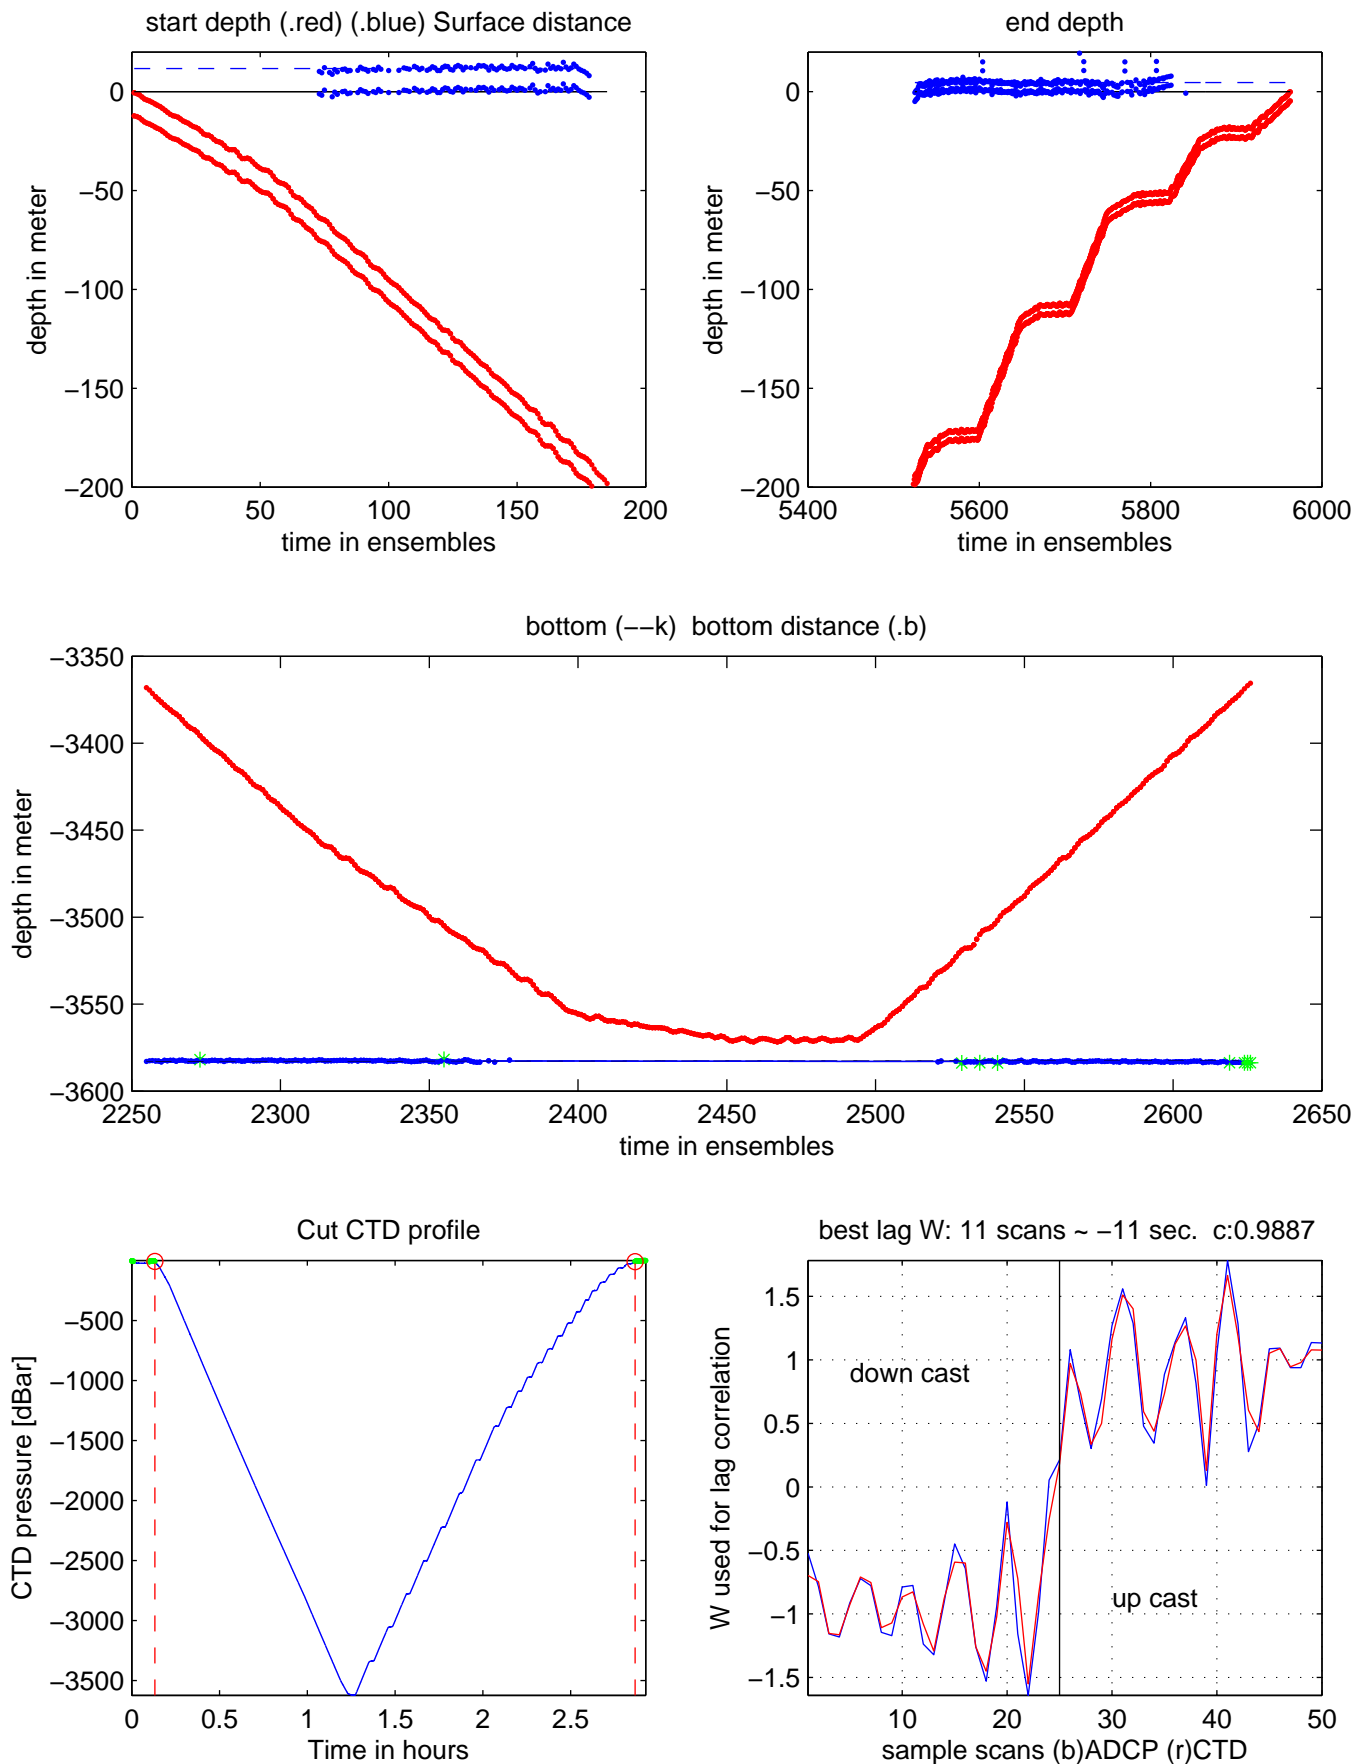 start depth (.red) (.blue) Surface distance
end depth
0
−50
−100
−150
−200
depth in meter
0 50 100 150 200
time in ensembles
0
−50
−100
−150
−200
depth in meter
5400 5600 5800 6000
time in ensembles
bottom (−−k) bottom distance (.b)
−3350
−3400
−3450
−3500
−3550
−3600
depth in meter
2250 2300 2350 2400 2450 2500 2550 2600 2650
time in ensembles
Cut CTD profile
−500
−1000
−1500
−2000
−2500
−3000
−3500
CTD pressure [dBar]
0 0.5 1 1.5 2 2.5
Time in hours
best lag W: 11 scans ~ −11 sec. c:0.9887
1.5
1
0.5
0
−0.5
−1
−1.5
W used for lag correlation
down cast
up cast
10 20 30 40 50
sample scans (b)ADCP (r)CTD